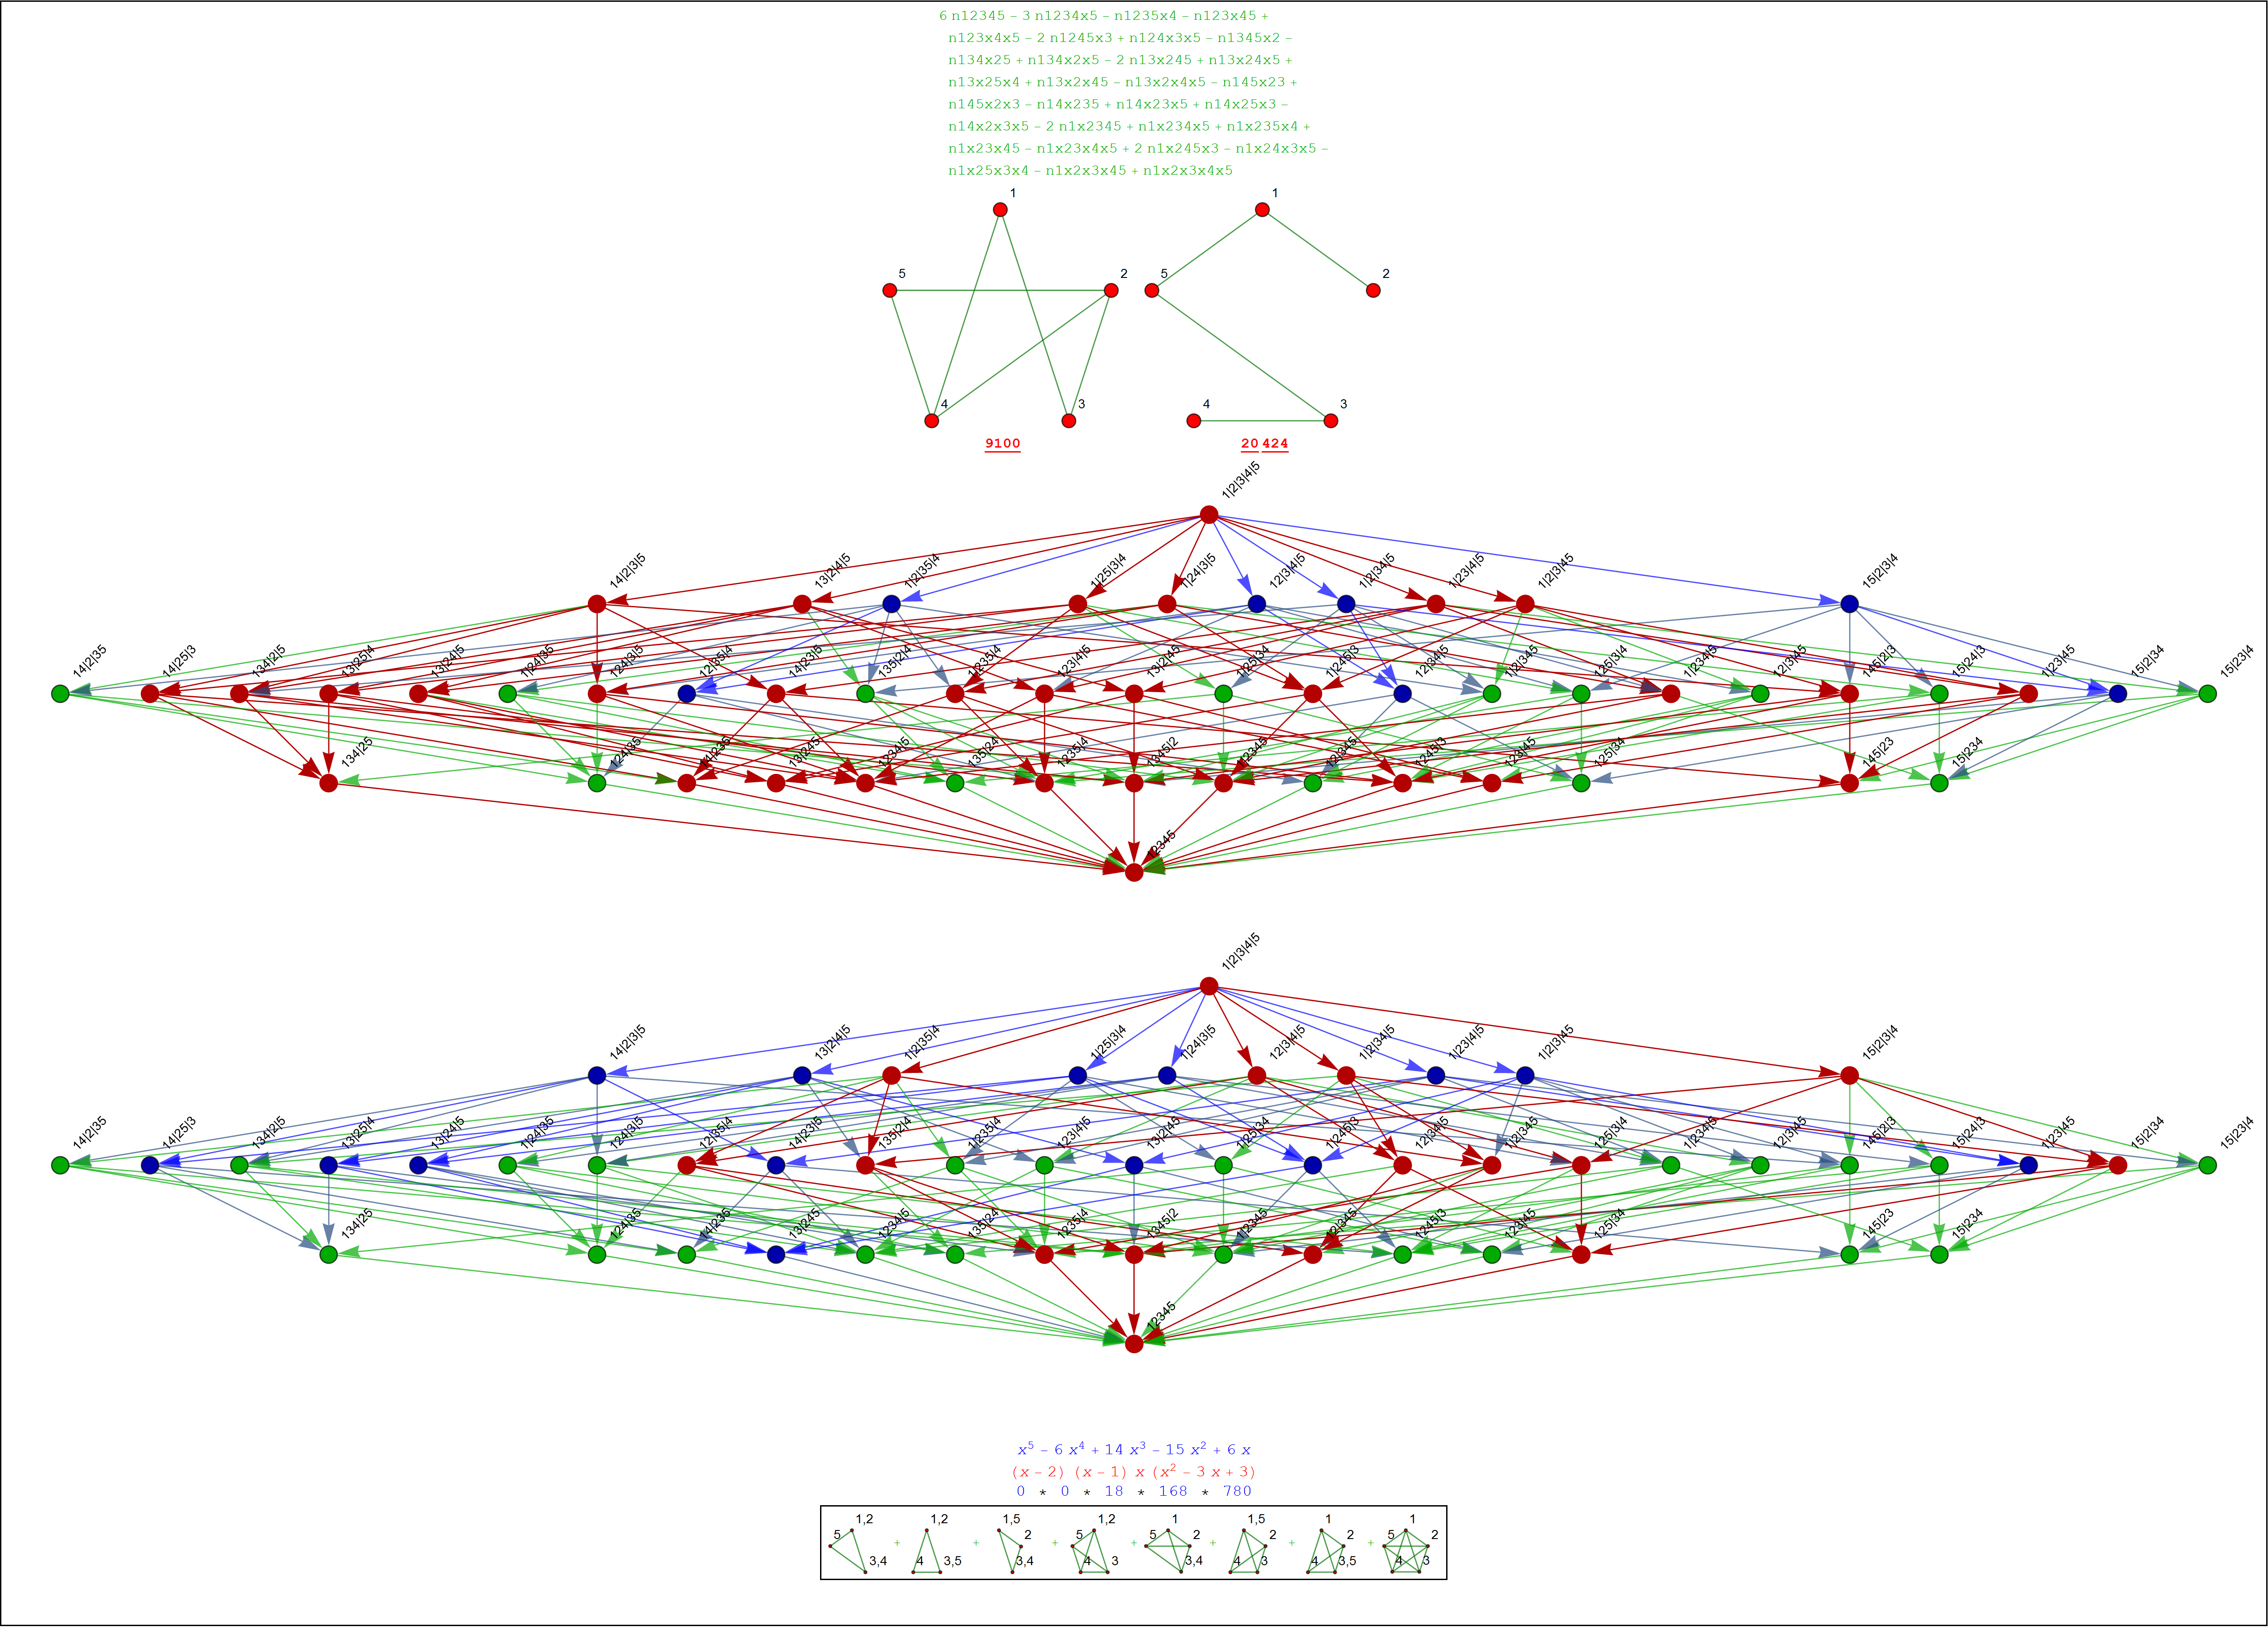 6 n12345 – 3 n1234x5 – n1235x4 – n123x45 +
n123x4x5 – 2 n1245x3 + n124x3x5 – n1345x2 –
n134x25 + n134x2x5 – 2 n13x245 + n13x24x5 +
n13x25x4 + n13x2x45 – n13x2x4x5 – n145x23 +
n145x2x3 – n14x235 + n14x23x5 + n14x25x3 –
n14x2x3x5 – 2 n1x2345 + n1x234x5 + n1x235x4 +
n1x23x45 – n1x23x4x5 + 2 n1x245x3 – n1x24x3x5 –
n1x25x3x4 – n1x2x3x45 + n1x2x3x4x5
1 1
5 2 5 2
4 3 4 3
9100 20 424
1|2|3|4|5
14|2|3|5 13|2|4|5 1|2|35|4 1|25|3|4 1|24|3|5 12|3|4|5 1|2|34|5 1|23|4|5 1|2|3|45 15|2|3|4
14|2|35 14|25|3 134|2|5 13|25|4 13|24|5 1|24|35 124|3|5 12|35|4 14|23|5 135|2|4 1|235|4 123|4|5 13|2|45 1|25|34 1|245|3 12|34|5 1|2|345 125|3|4 1|234|5 12|3|45 145|2|3 15|24|3 1|23|45 15|2|34 15|23|4
134|25 124|35 14|235 13|245 1234|5 135|24 1235|4 1345|2 1|2345 12|345 1245|3 123|45 125|34 145|23 15|234
12345
1|2|3|4|5
14|2|3|5 13|2|4|5 1|2|35|4 1|25|3|4 1|24|3|5 12|3|4|5 1|2|34|5 1|23|4|5 1|2|3|45 15|2|3|4
14|2|35 14|25|3 134|2|5 13|25|4 13|24|5 1|24|35 124|3|5 12|35|4 14|23|5 135|2|4 1|235|4 123|4|5 13|2|45 1|25|34 1|245|3 12|34|5 1|2|345 125|3|4 1|234|5 12|3|45 145|2|3 15|24|3 1|23|45 15|2|34 15|23|4
134|25 124|35 14|235 13|245 1234|5 135|24 1235|4 1345|2 1|2345 12|345 1245|3 123|45 125|34 145|23 15|234
12345
x⁵ – 6 x⁴ + 14 x³ – 15 x² + 6 x
(x – 2) (x – 1) x (x² – 3 x + 3)
0 * 0 * 18 * 168 * 780
1,2 1,2 1,5 1,2 1 1,5 1 1
5 + + 2 + 5 + 5 2 + 2 + 2 + 5 2
3,4 4 3,5 3,4 4 3 3,4 4 3 4 3,5 4 3